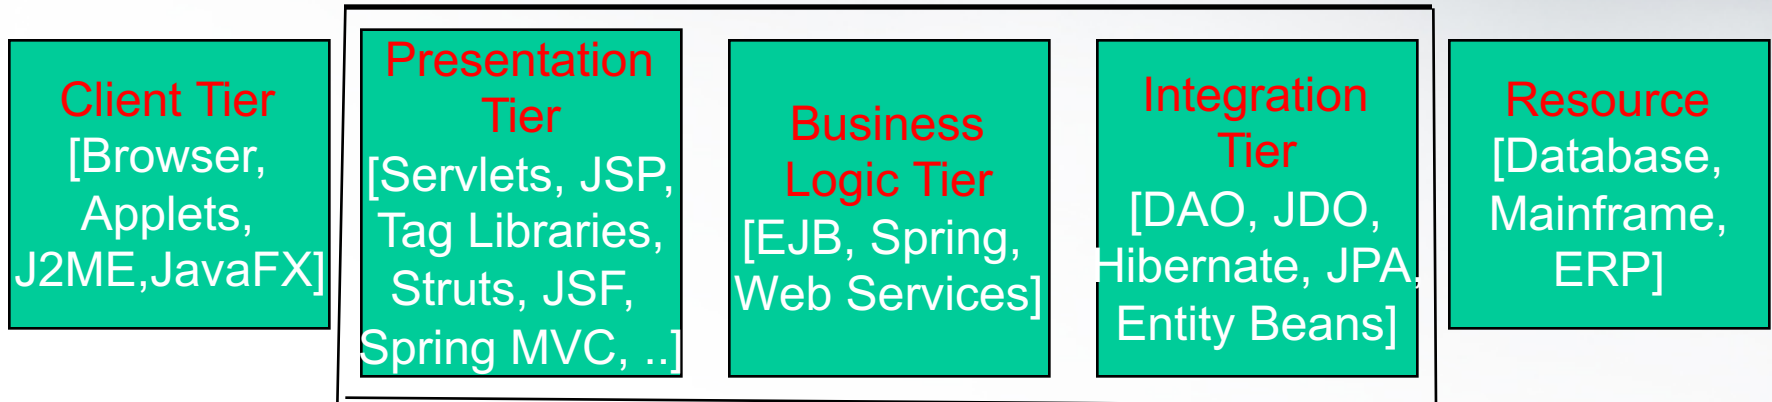 Client Tier
[Browser,
Applets,
J2ME,JavaFX]
Presentation
Tier
[Servlets, JSP,
Tag Libraries,
Struts, JSF,
Spring MVC, ..]
Business
Logic Tier
[EJB, Spring,
Web Services]
Integration
Tier
[DAO, JDO,
Hibernate, JPA,
Entity Beans]
Resource
[Database,
Mainframe,
ERP]